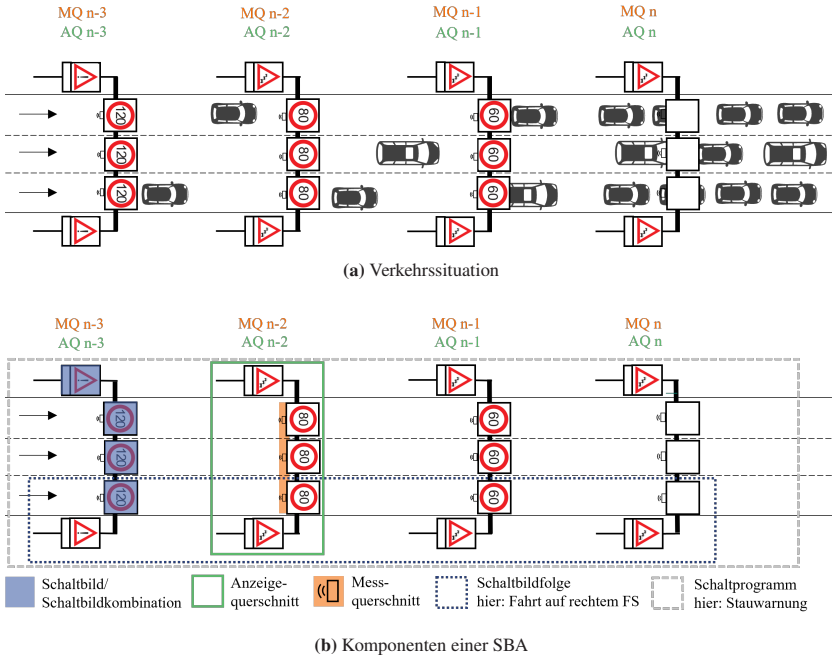 MQ n-3 MQ n-2 MQ n-1 MQ n
AQ n-3 AQ n-2 AQ n-1 AQ n
120 80 60
120 80 60
120 80 60
(a) Verkehrssituation
MQ n-3 MQ n-2 MQ n-1 MQ n
AQ n-3 AQ n-2 AQ n-1 AQ n
120 80 60
120 80 60
120 80 60
Schaltbild/ Anzeige- Mess- Schaltbildfolge Schaltprogramm
Schaltbildkombination querschnitt querschnitt hier: Fahrt auf rechtem FS hier: Stauwarnung
(b) Komponenten einer SBA